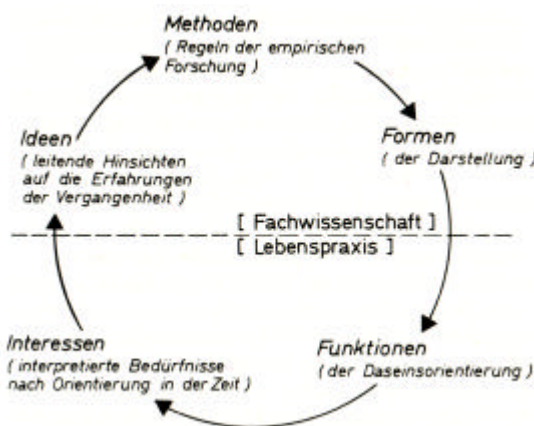 Methoden
( Regeln der empirischen
Forschung )
Ideen
( leitende Hinsichten
auf die Erfahrungen
der Vergangenheit )
Formen
( der Darstellung )
[ Fachwissenschaft ]
[ Lebenspraxis ]
Interessen
( interpretierte Bedürfnisse
nach Orientierung in der Zeit )
Funktionen
( der Daseinsorientierung )